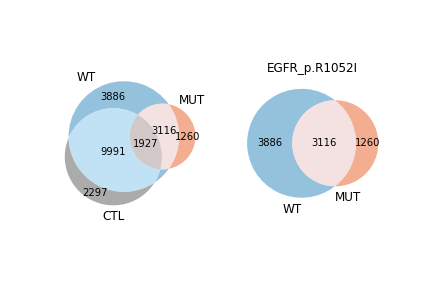 WT
3886
MUT
3116
1260
1927
9991
2297
CTL
EGFR_p.R1052I
3886
3116
1260
MUT
WT